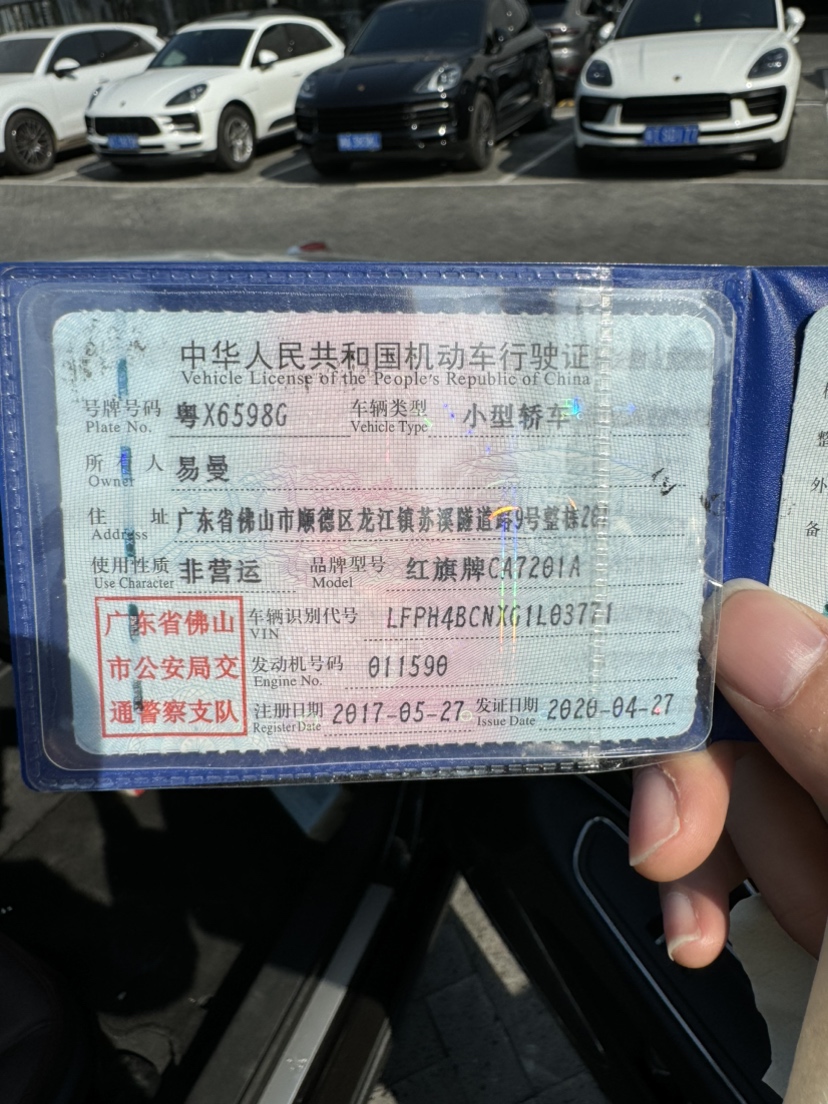 中华人民共和国机动车行驶证
Vehicle License of the People's Republic of China
号牌号码 粤X6598G 车辆类型 小型轿车
Plate No. Vehicle Type
所有人 易曼
Owner
住址 广东省佛山市顺德区龙江镇苏溪隧道路9号整栋
Address
使用性质 非营运 品牌型号 红旗牌CA7201A
Use Character Model
广东省佛山 车辆识别代号 LFPH4BCNXG1L03771
VIN
市公安局交 发动机号码 011590
Engine No.
通警察支队 注册日期 2017-05-27 发证日期 2020-04-27
Register Date Issue Date
整
外
备